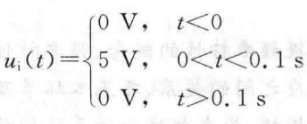 u_i(t)=
0 V, t<0
5 V, 0<t<0.1 s
0 V, t>0.1 s